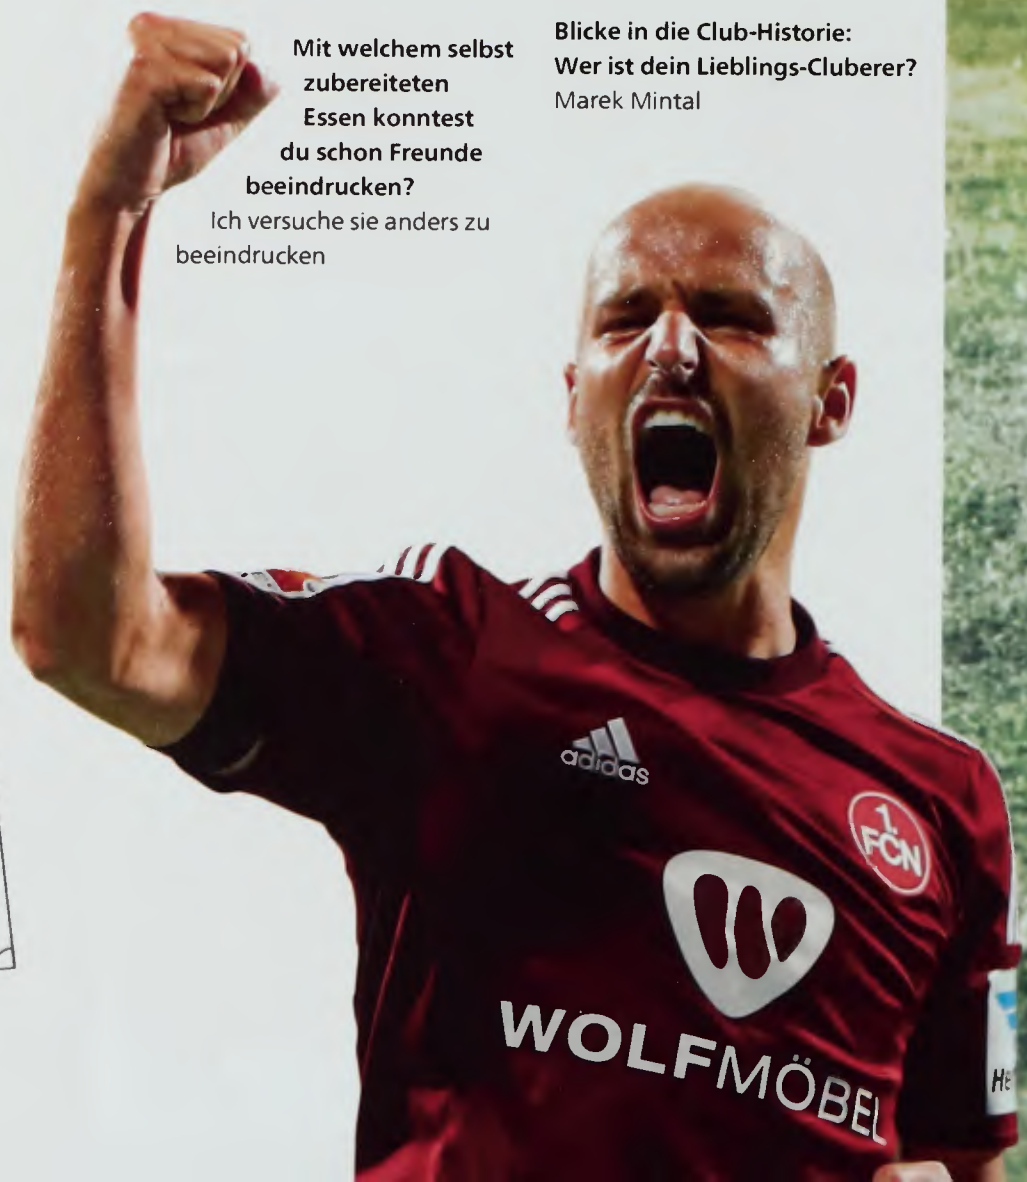 Mit welchem selbst
zubereiteten
Essen konntest
du schon Freunde
beeindrucken?
Ich versuche sie anders zu
beeindrucken
Blicke in die Club-Historie:
Wer ist dein Lieblings-Cluberer?
Marek Mintal
adidas
1.
FCN
WOLFMÖBEL